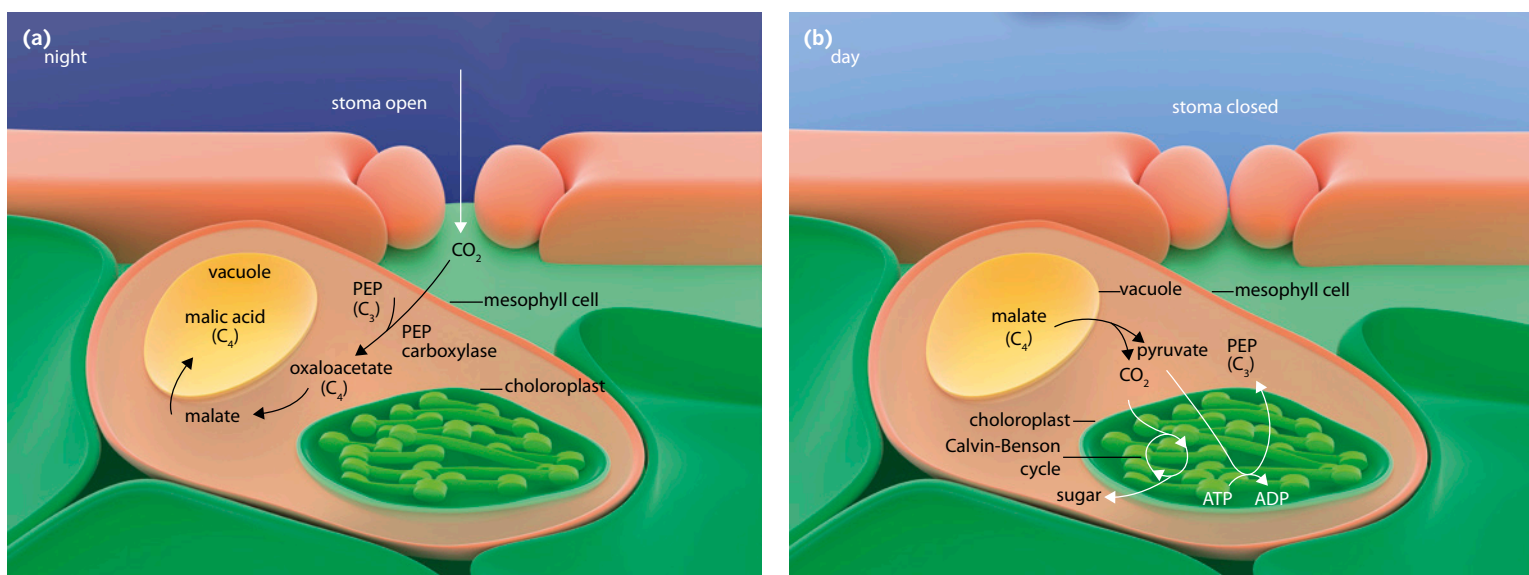 (a)
night
stoma open
CO₂
vacuole
PEP
(C₃)
mesophyll cell
malic acid
(C₄)
PEP
carboxylase
oxaloacetate
(C₄)
choloroplast
malate
(b)
day
stoma closed
vacuole
mesophyll cell
malate
(C₄)
pyruvate
PEP
(C₃)
CO₂
choloroplast
Calvin-Benson
cycle
sugar
ATP
ADP